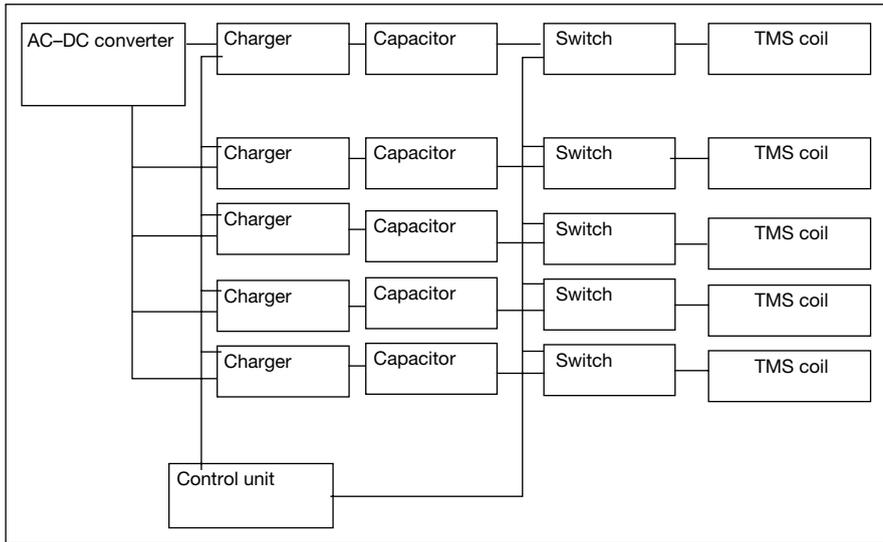 AC–DC converter
Charger
Capacitor
Switch
TMS coil
Charger
Capacitor
Switch
TMS coil
Charger
Capacitor
Switch
TMS coil
Charger
Capacitor
Switch
TMS coil
Charger
Capacitor
Switch
TMS coil
Control unit